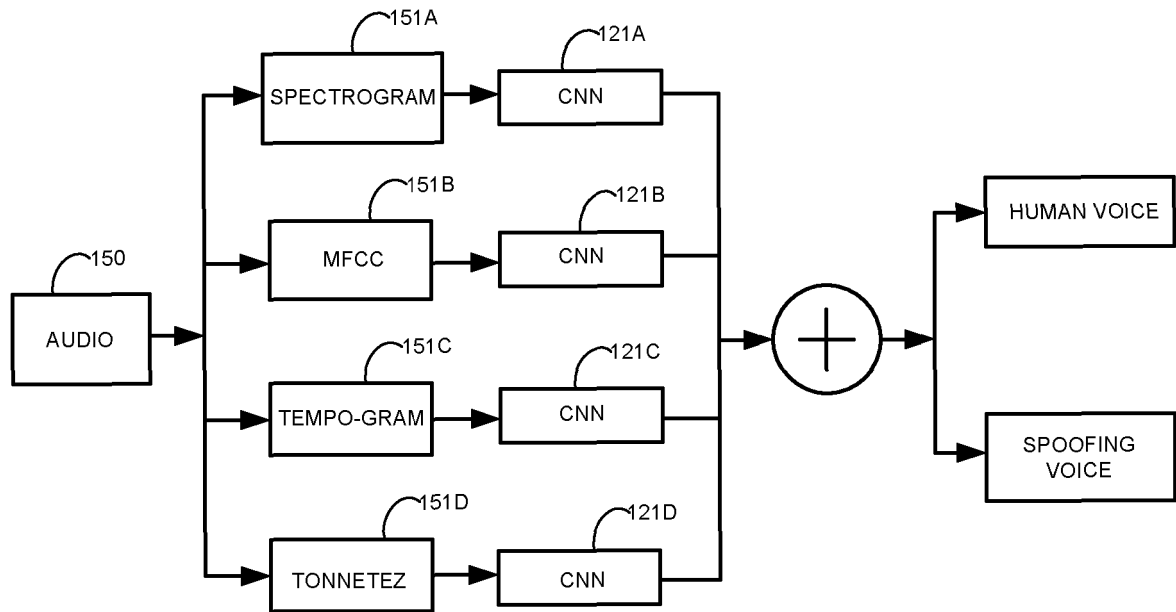 151A
121A
SPECTROGRAM
CNN
151B
121B
MFCC
CNN
HUMAN VOICE
150
AUDIO
151C
121C
TEMPO-GRAM
CNN
SPOOFING
VOICE
151D
121D
TONNETEZ
CNN